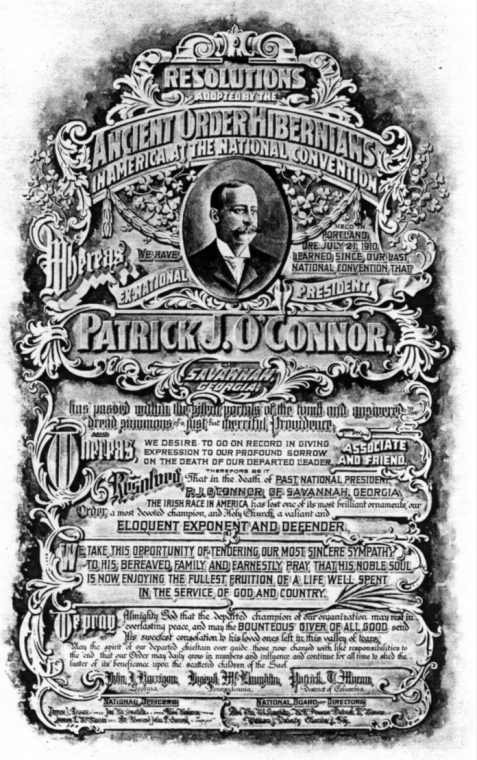 RESOLUTIONS
ADOPTED BY THE
ANCIENT ORDER HIBERNIANS
IN AMERICA AT THE NATIONAL CONVENTION
HELD IN
PORTLAND,
ORE. JULY 21, 1910.
Whereas, WE HAVE LEARNED, SINCE OUR LAST
NATIONAL CONVENTION, THAT
EX-NATIONAL PRESIDENT,
PATRICK J. O'CONNOR,
SAVANNAH,
GEORGIA,
has passed within the silent portals of the tomb and answered the
dread summons of a just but merciful Providence,
AND
Whereas, WE DESIRE TO GO ON RECORD IN GIVING
EXPRESSION TO OUR PROFOUND SORROW
ON THE DEATH OF OUR DEPARTED LEADER,
ASSOCIATE
AND FRIEND.
THEREFORE BE IT
Resolved, That in the death of PAST NATIONAL PRESIDENT,
P.J. O'CONNOR, OF SAVANNAH, GEORGIA
THE IRISH RACE IN AMERICA has lost one of its most brilliant ornaments, our
Order, a most devoted champion, and Holy Church, a valiant and
ELOQUENT EXPONENT AND DEFENDER.
WE TAKE THIS OPPORTUNITY OF TENDERING OUR MOST SINCERE SYMPATHY
TO HIS BEREAVED FAMILY AND EARNESTLY PRAY THAT HIS NOBLE SOUL
IS NOW ENJOYING THE FULLEST FRUITION OF A LIFE WELL SPENT
IN THE SERVICE OF GOD AND COUNTRY.
We pray Almighty God that the departed champion of our organization may rest in
everlasting peace, and may the BOUNTEOUS GIVER OF ALL GOOD send
His sweetest consolation to his loved ones left in this valley of tears.
May the spirit of our departed chieftain ever guide those now charged with like responsibilities to
the end that our Order may daily grow in numbers and influence and continue for all time to shed the
luster of its beneficence upon the scattered children of the Gael.
John J.
Georgia. Pennsylvania. District of Columbia.
NATIONAL OFFICERS NATIONAL BOARD OF DIRECTORS